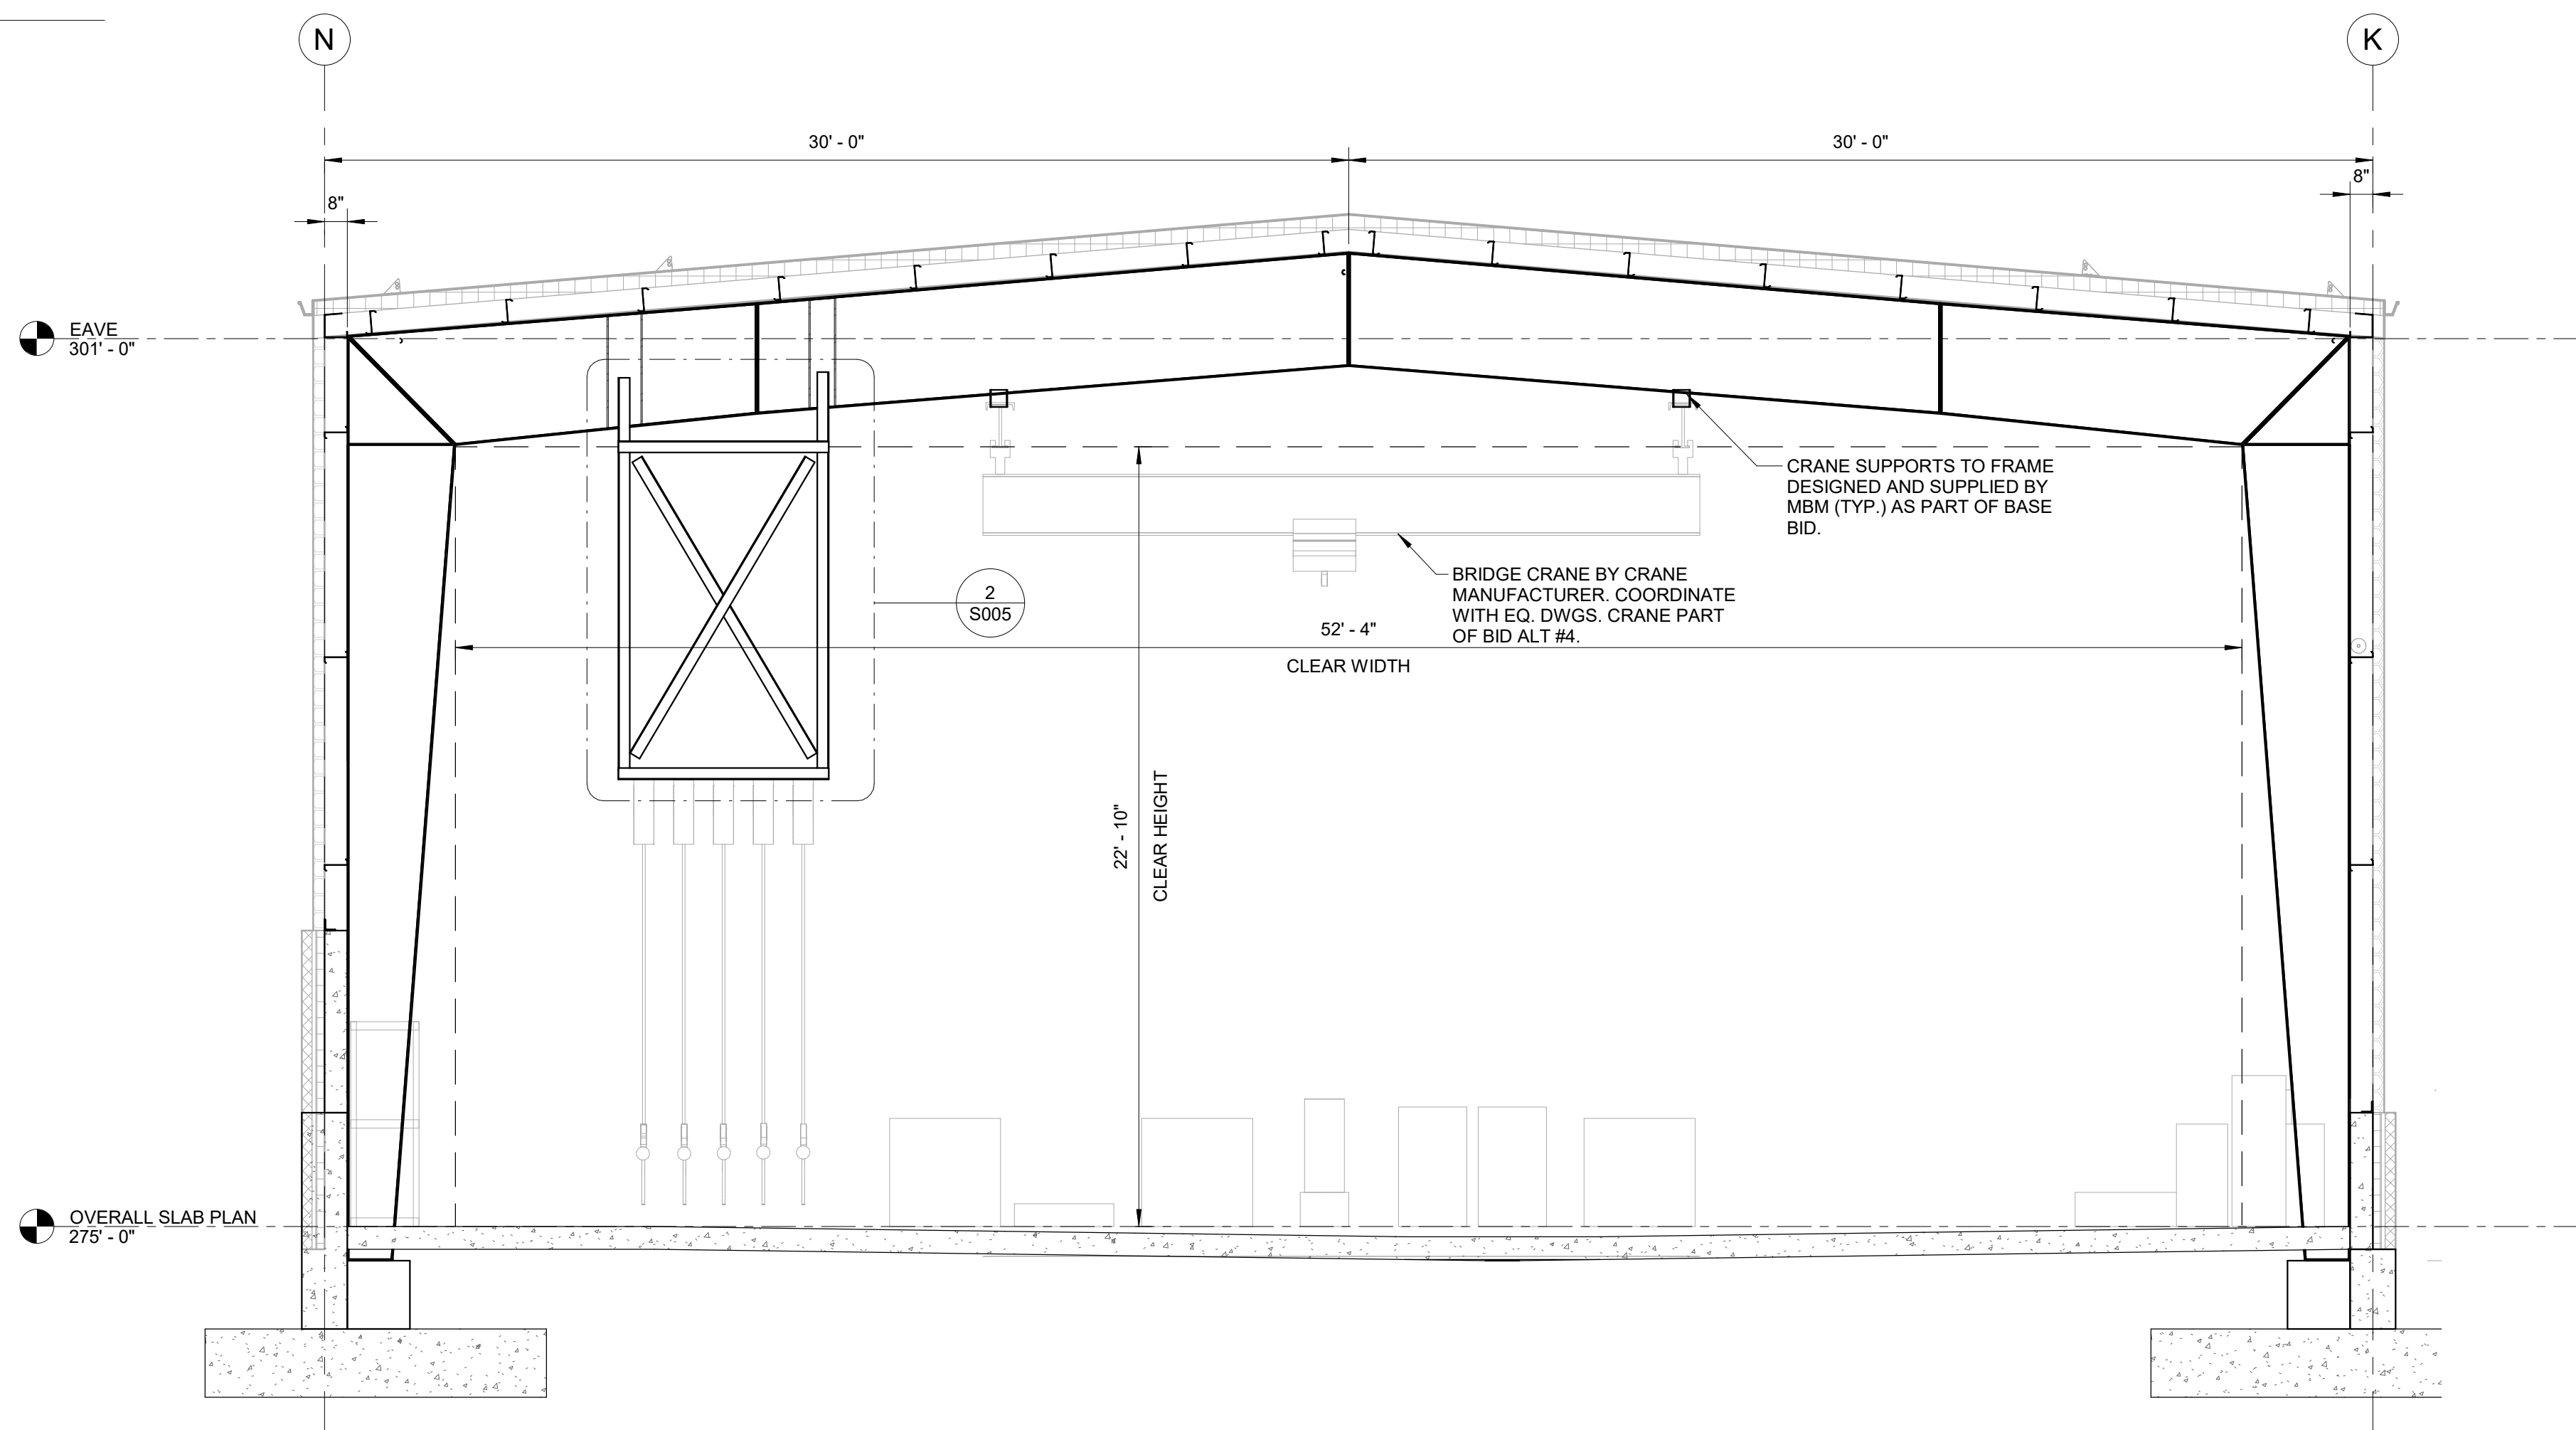 N
K
30' - 0"
30' - 0"
8"
8"
EAVE
301' - 0"
CRANE SUPPORTS TO FRAME
DESIGNED AND SUPPLIED BY
MBM (TYP.) AS PART OF BASE
BID.
BRIDGE CRANE BY CRANE
MANUFACTURER. COORDINATE
WITH EQ. DWGS. CRANE PART
OF BID ALT #4.
2
S005
52' - 4"
CLEAR WIDTH
22' - 10"
CLEAR HEIGHT
OVERALL SLAB PLAN
275' - 0"